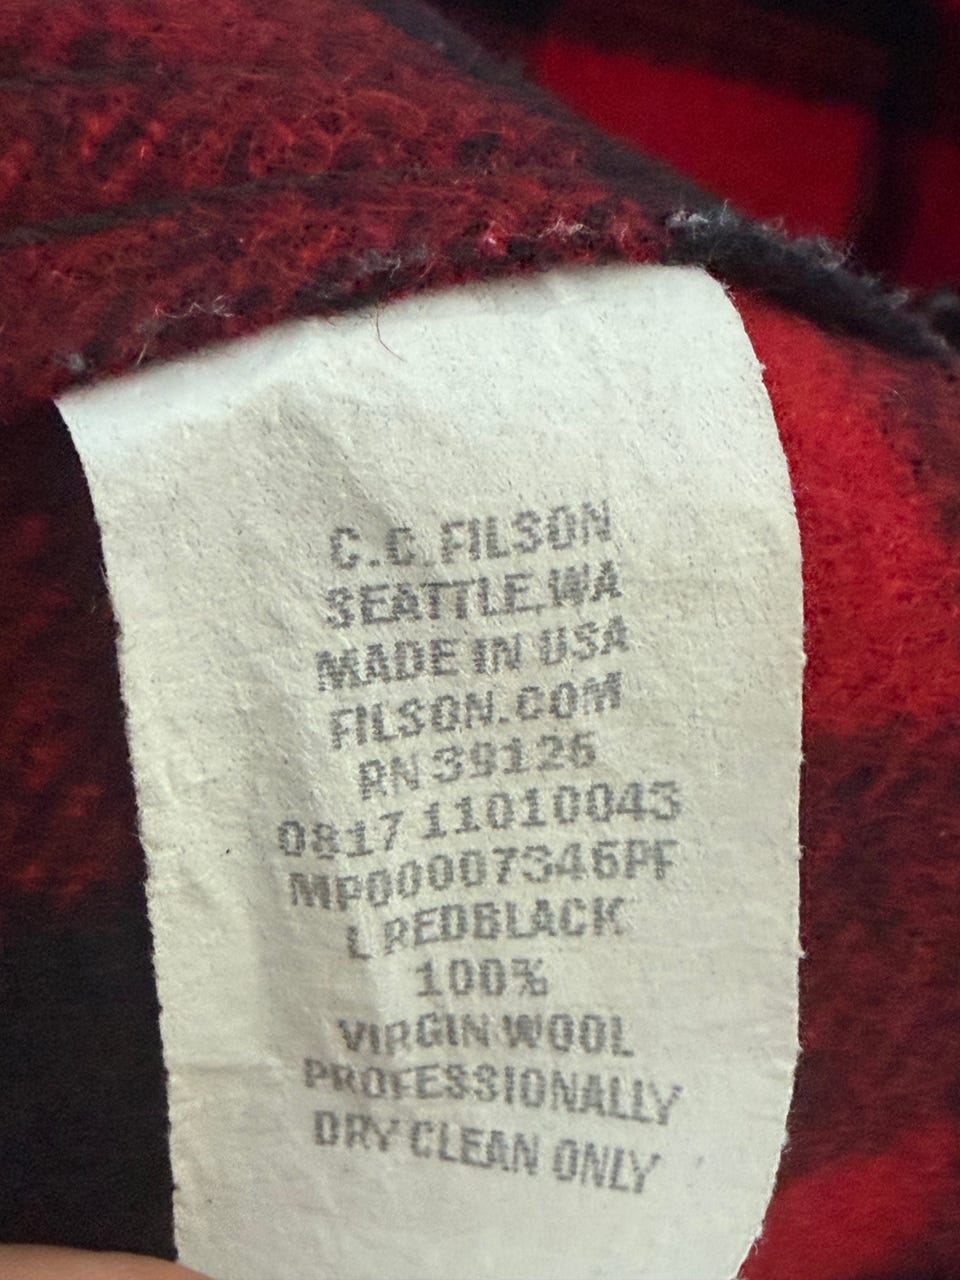 C.C.FILSON
SEATTLE,WA
MADE IN USA
FILSON.COM
RN 39126
0817 11010043
MP00007346PF
L REDBLACK
100%
VIRGIN WOOL
PROFESSIONALLY
DRY CLEAN ONLY